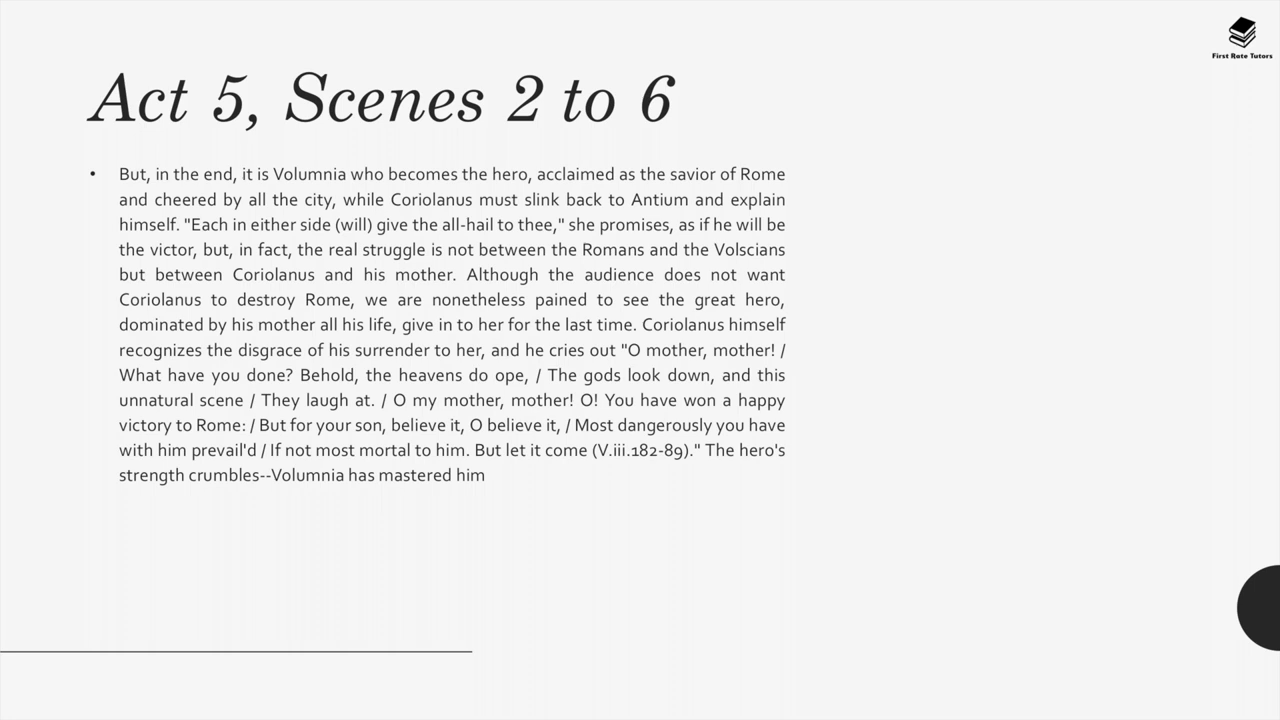 First Rate Tutors
Act 5, Scenes 2 to 6
• But, in the end, it is Volumnia who becomes the hero, acclaimed as the savior of Rome
and cheered by all the city, while Coriolanus must slink back to Antium and explain
himself. "Each in either side (will) give the all-hail to thee," she promises, as if he will be
the victor, but, in fact, the real struggle is not between the Romans and the Volscians
but between Coriolanus and his mother. Although the audience does not want
Coriolanus to destroy Rome, we are nonetheless pained to see the great hero,
dominated by his mother all his life, give in to her for the last time. Coriolanus himself
recognizes the disgrace of his surrender to her, and he cries out "O mother, mother! /
What have you done? Behold, the heavens do ope, / The gods look down, and this
unnatural scene / They laugh at. / O my mother, mother! O! You have won a happy
victory to Rome: / But for your son, believe it, O believe it, / Most dangerously you have
with him prevail'd / If not most mortal to him. But let it come (V.iii.182-89)." The hero's
strength crumbles--Volumnia has mastered him